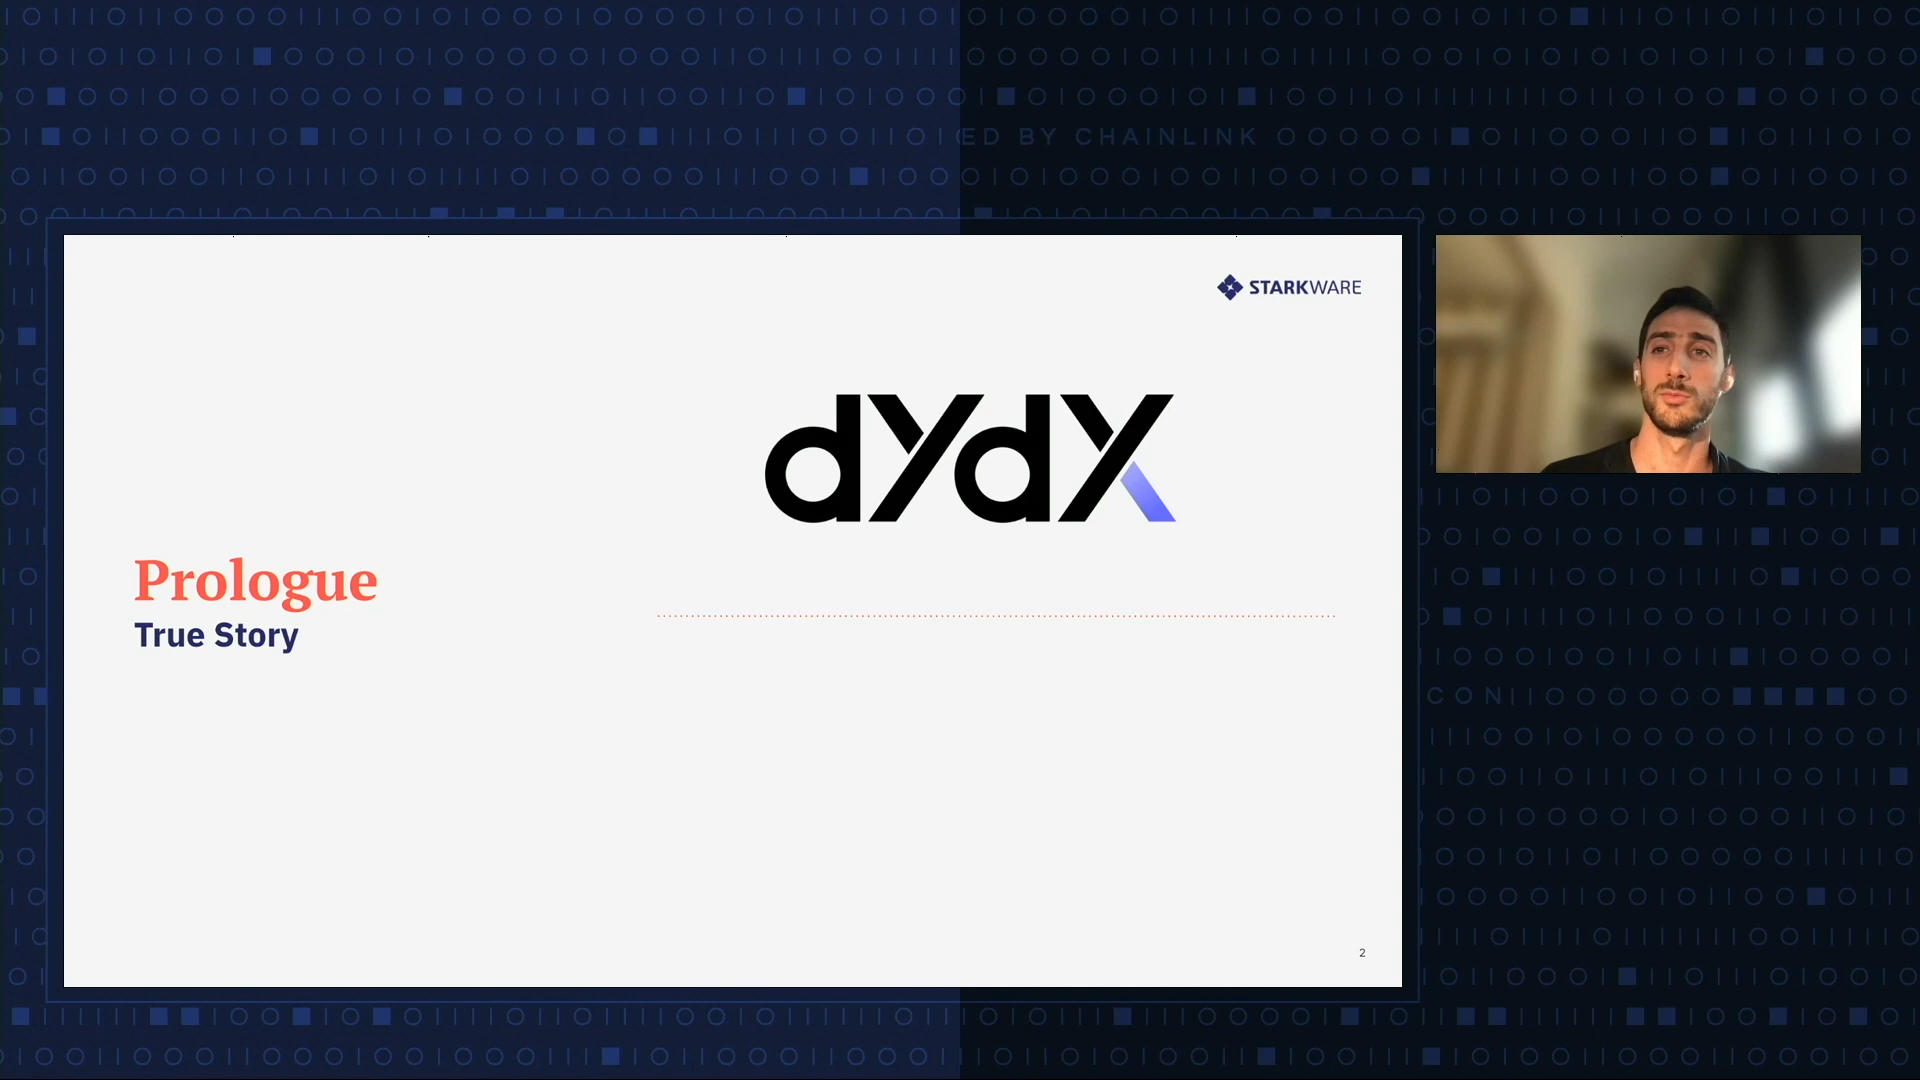 ED BY CHAINLINK
STARKWARE
dYdX
Prologue
True Story
CON
2